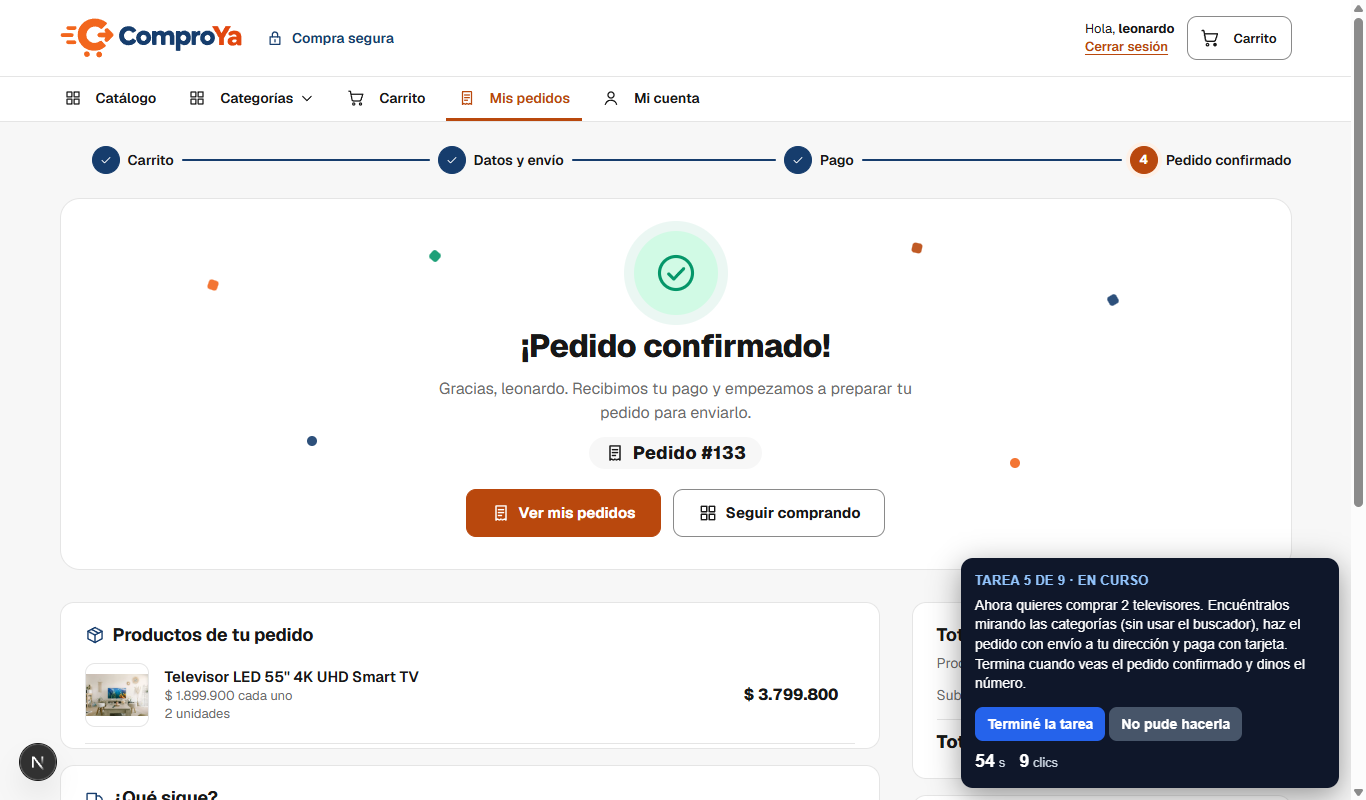 ComproYa
Compra segura
Hola, leonardo
Cerrar sesión
Carrito
Catálogo
Categorías
Carrito
Mis pedidos
Mi cuenta
Carrito
Datos y envío
Pago
4
Pedido confirmado
¡Pedido confirmado!
Gracias, leonardo. Recibimos tu pago y empezamos a preparar tu
pedido para enviarlo.
Pedido #133
Ver mis pedidos
Seguir comprando
Productos de tu pedido
Televisor LED 55" 4K UHD Smart TV
$ 1.899.900 cada uno
2 unidades
$ 3.799.800
¿Qué sigue?
N
TAREA 5 DE 9 · EN CURSO
Ahora quieres comprar 2 televisores. Encuéntralos
mirando las categorías (sin usar el buscador), haz el
pedido con envío a tu dirección y paga con tarjeta.
Termina cuando veas el pedido confirmado y dinos el
número.
Terminé la tarea
No pude hacerla
54 s
9 clics